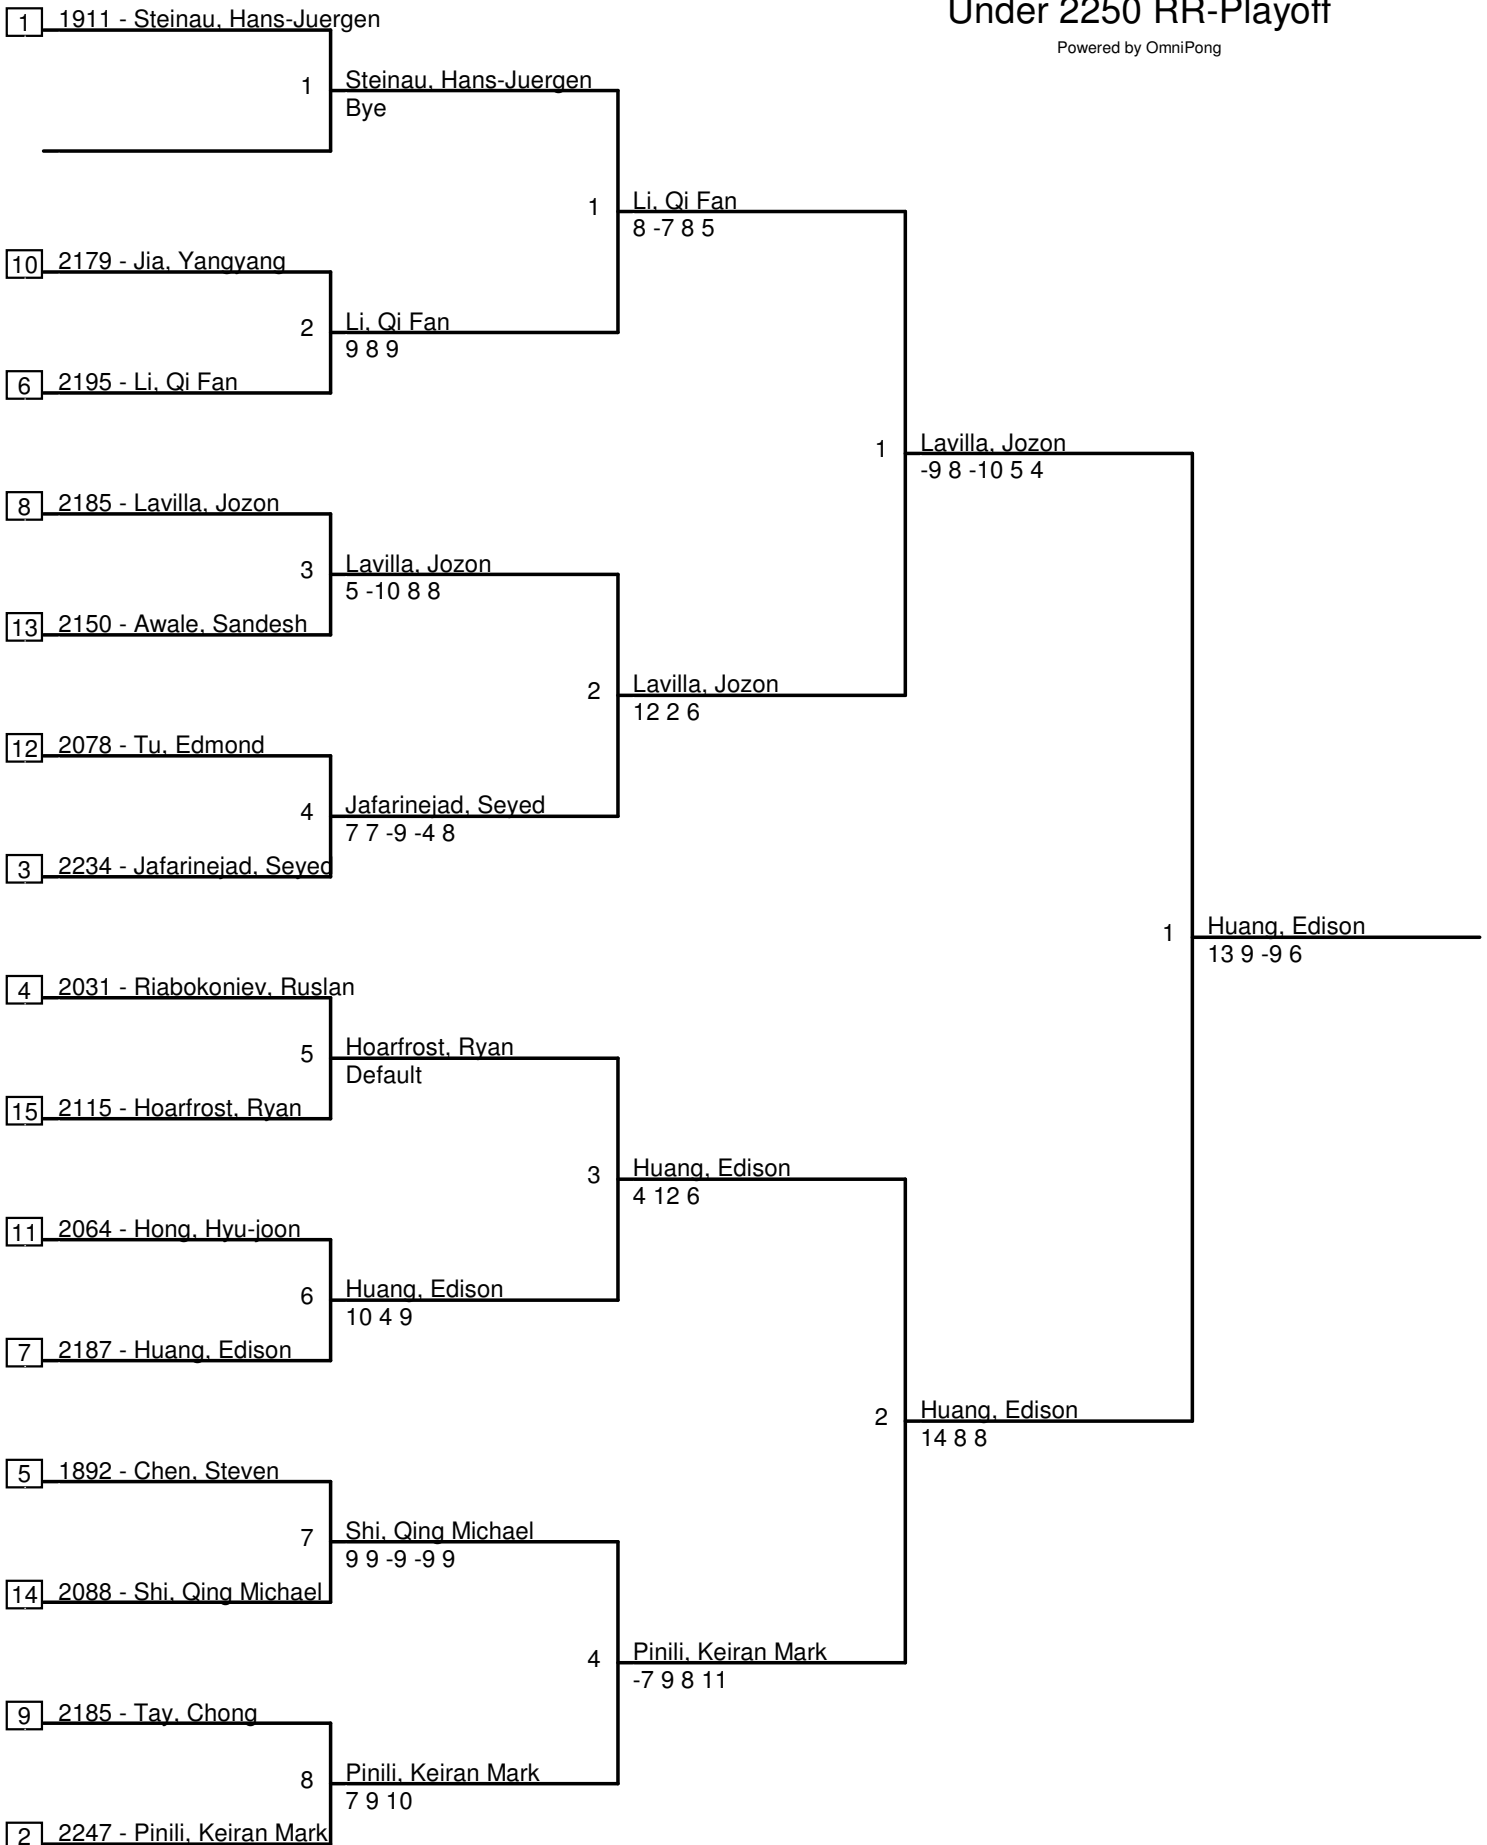 Under 2250 RR-Playoff
Powered by OmniPong
1 1911 - Steinau, Hans-Juergen
1 Steinau, Hans-Juergen
Bye
1 Li, Qi Fan
8 -7 8 5
10 2179 - Jia, Yangyang
2 Li, Qi Fan
9 8 9
6 2195 - Li, Qi Fan
1 Lavilla, Jozon
-9 8 -10 5 4
8 2185 - Lavilla, Jozon
3 Lavilla, Jozon
5 -10 8 8
13 2150 - Awale, Sandesh
2 Lavilla, Jozon
12 2 6
12 2078 - Tu, Edmond
4 Jafarinejad, Seyed
7 7 -9 -4 8
3 2234 - Jafarinejad, Seyed
1 Huang, Edison
13 9 -9 6
4 2031 - Riabokoniev, Ruslan
5 Hoarfrost, Ryan
Default
15 2115 - Hoarfrost, Ryan
3 Huang, Edison
4 12 6
11 2064 - Hong, Hyu-joon
6 Huang, Edison
10 4 9
7 2187 - Huang, Edison
2 Huang, Edison
14 8 8
5 1892 - Chen, Steven
7 Shi, Qing Michael
9 9 -9 -9 9
14 2088 - Shi, Qing Michael
4 Pinili, Keiran Mark
-7 9 8 11
9 2185 - Tay, Chong
8 Pinili, Keiran Mark
7 9 10
2 2247 - Pinili, Keiran Mark